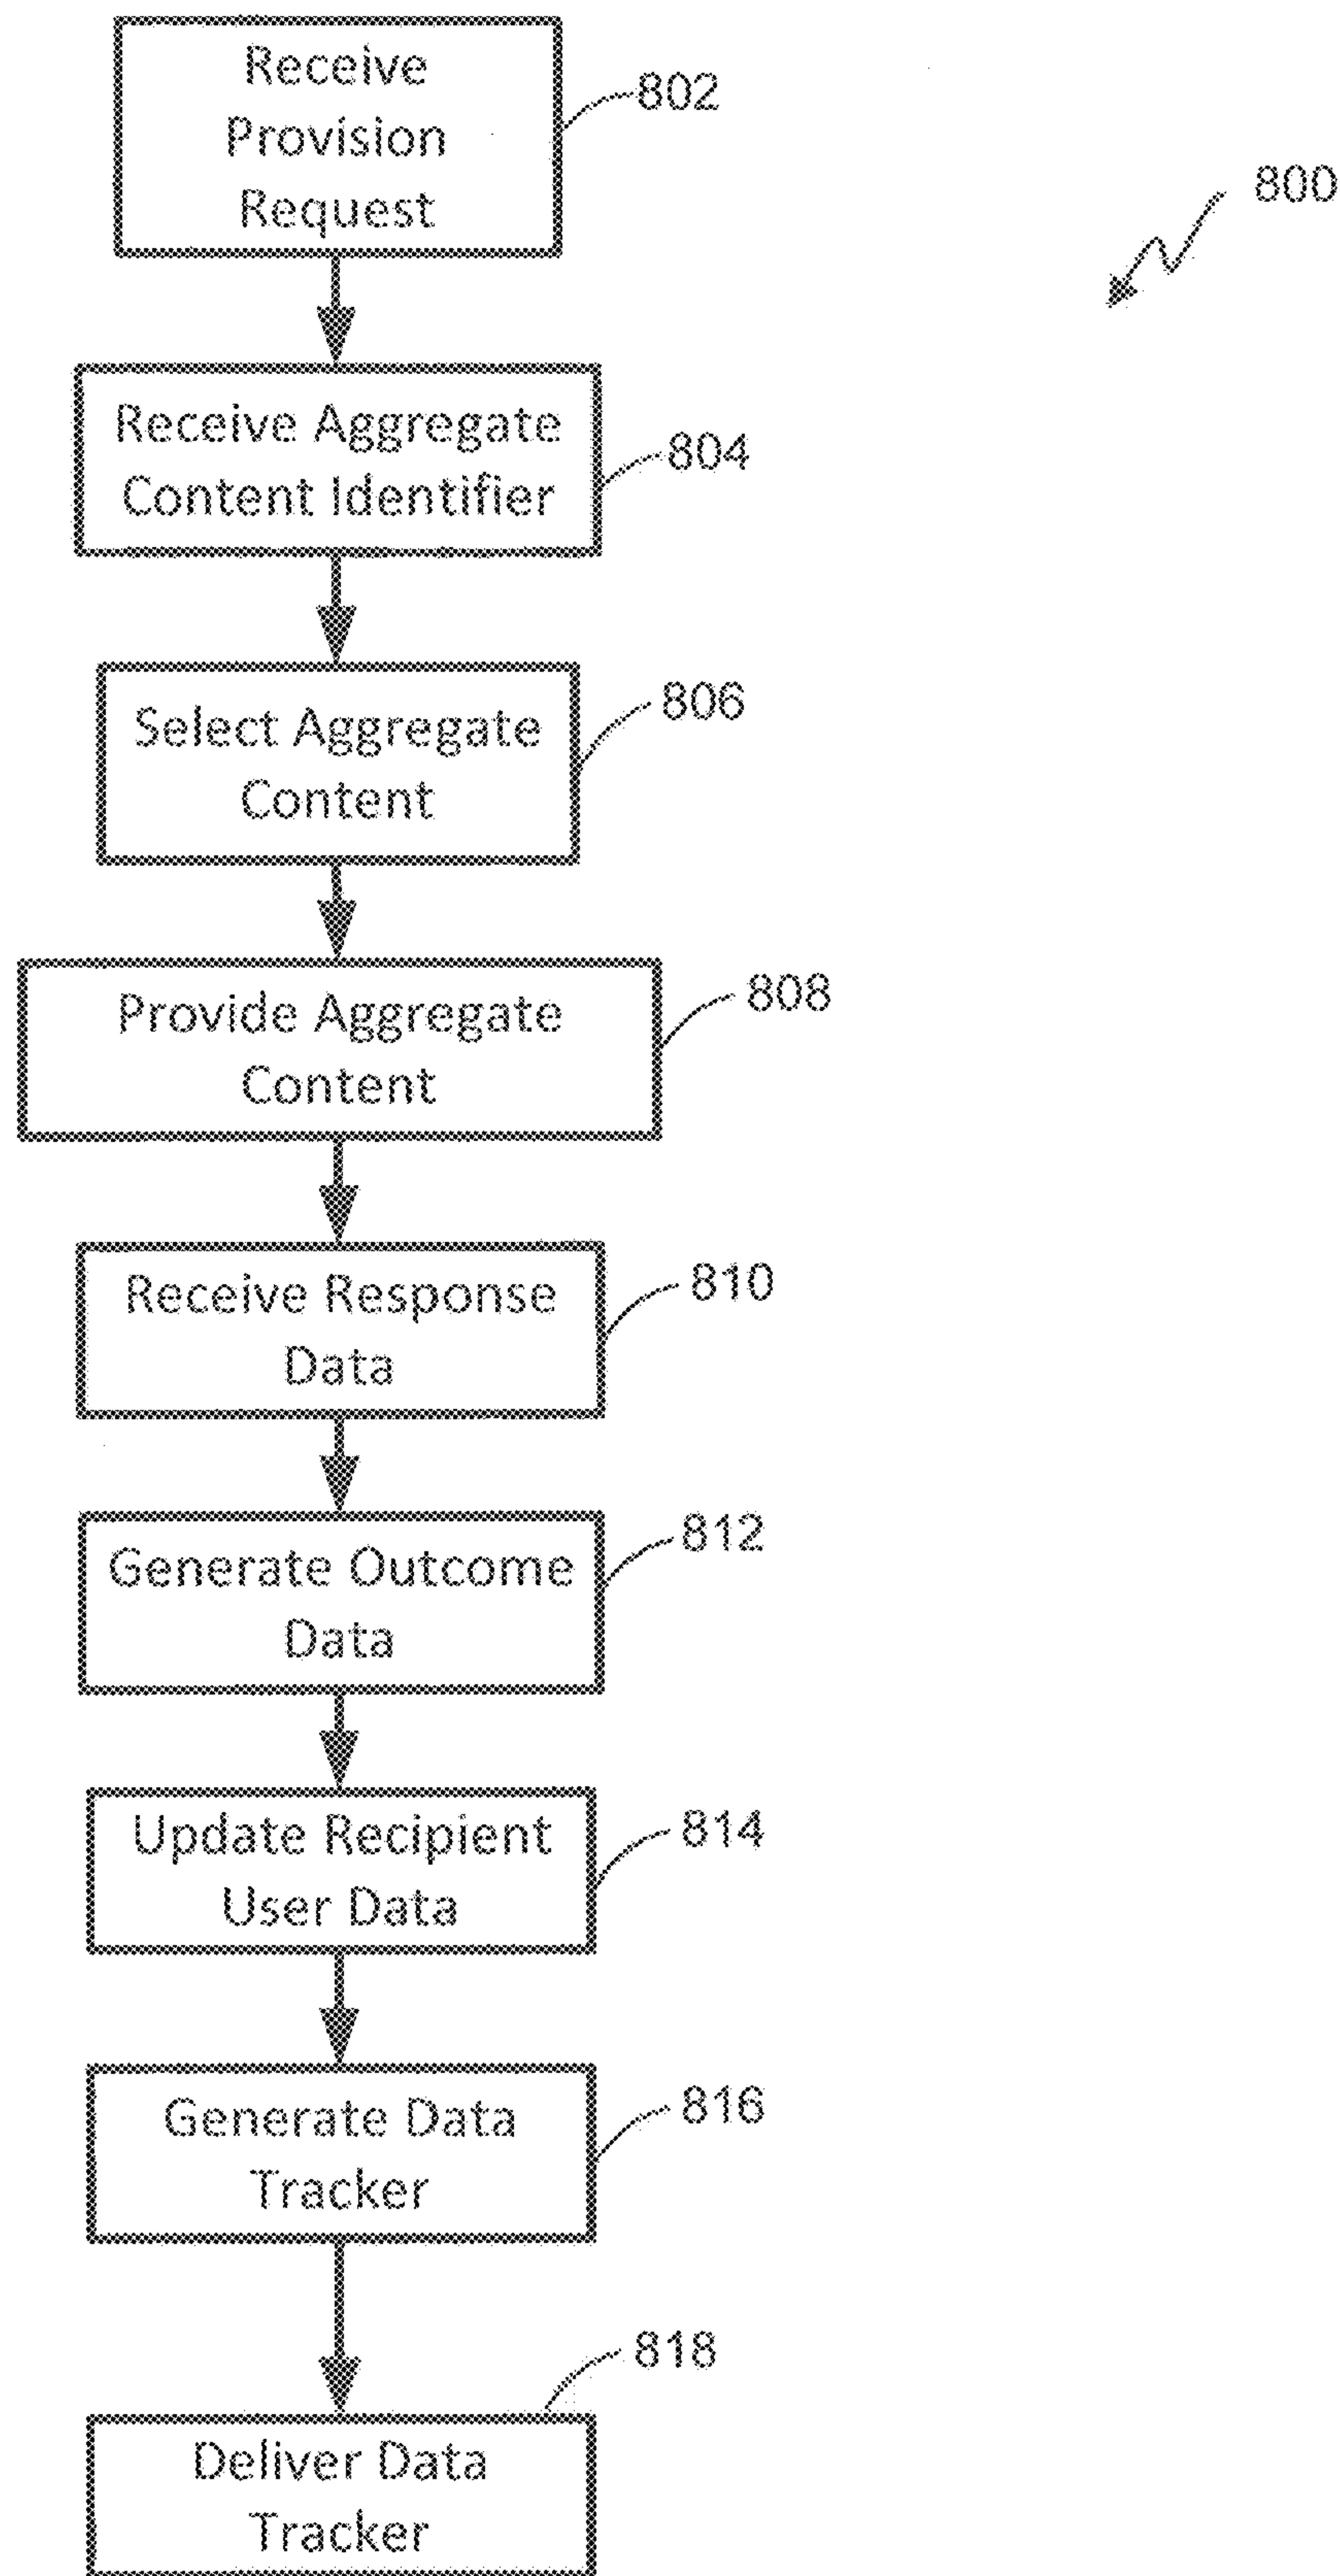 Receive
Provision
Request
802
800
Receive Aggregate
Content Identifier
804
Select Aggregate
Content
806
Provide Aggregate
Content
808
Receive Response
Data
810
Generate Outcome
Data
812
Update Recipient
User Data
814
Generate Data
Tracker
816
818
Deliver Data
Tracker